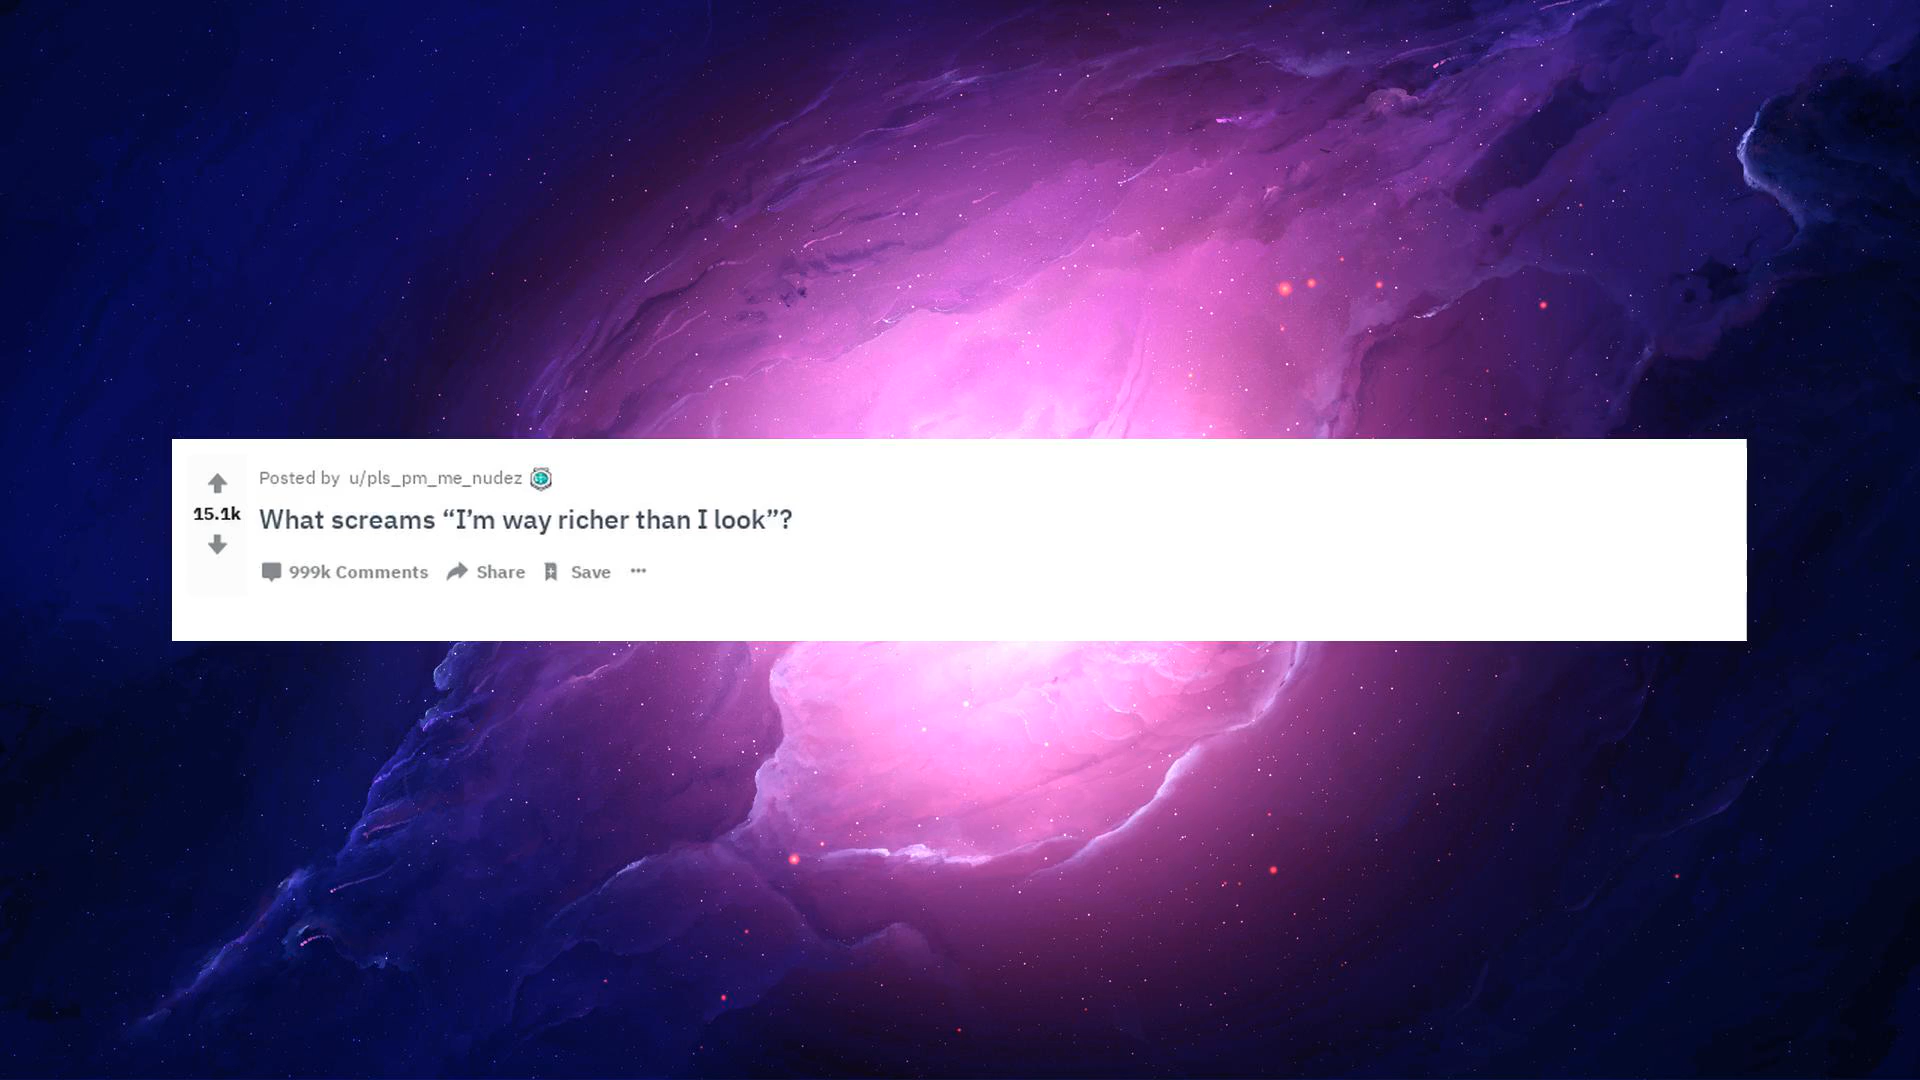 Posted by u/pls_pm_me_nudez
15.1k
What screams “I’m way richer than I look”?
999k Comments Share Save ···